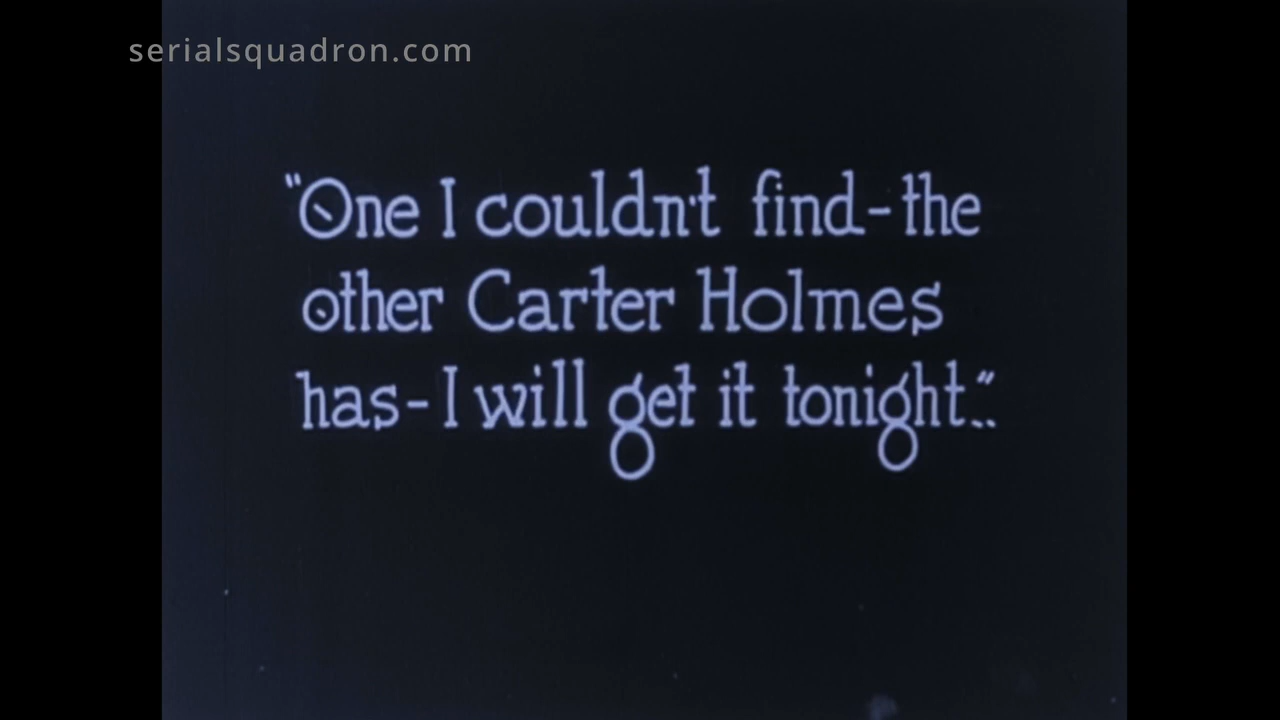 serialsquadron.com
"One I couldn't find-the
other Carter Holmes
has-I will get it tonight."..